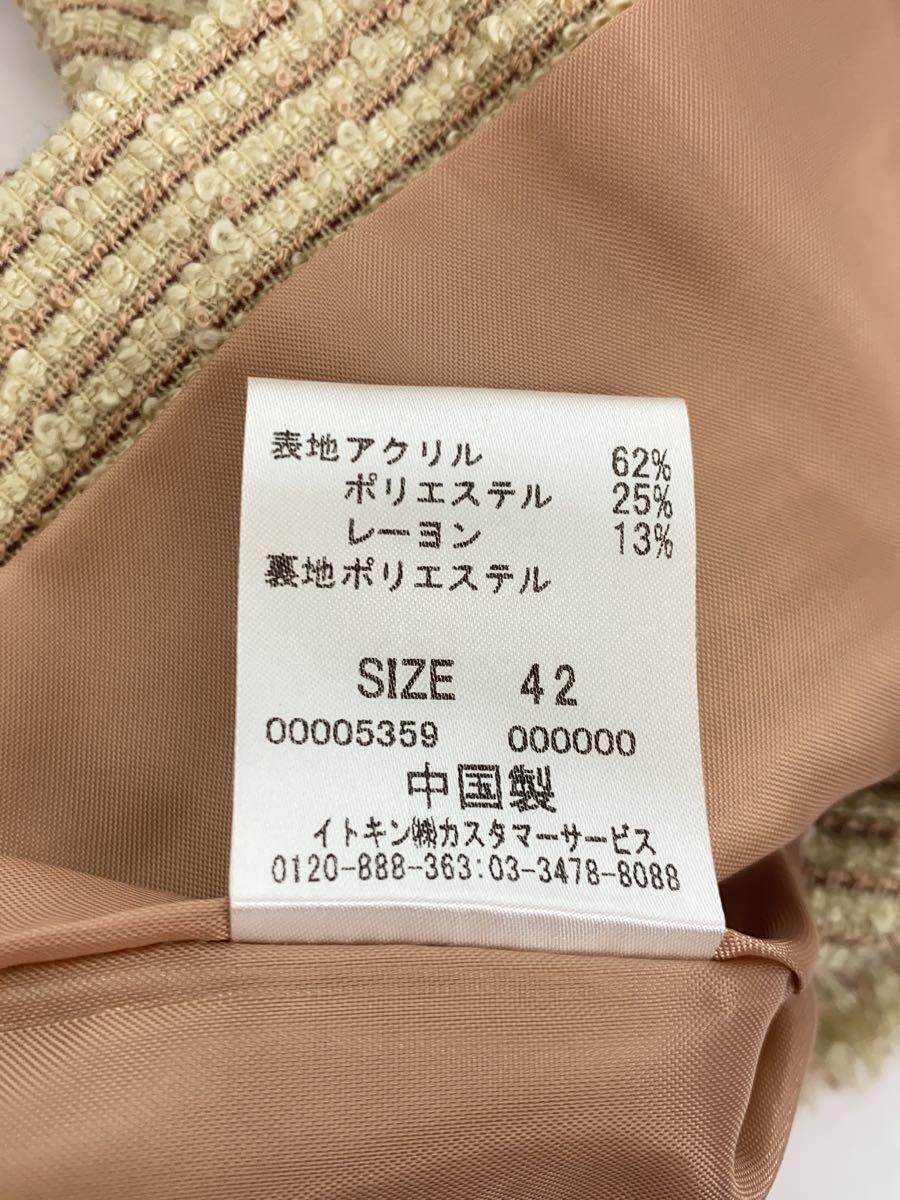 表地アクリル 62%
ポリエステル 25%
レーヨン 13%
裏地ポリエステル
SIZE 42
00005359 000000
中国製
イトキン㈱カスタマーサービス
0120-888-363:03-3478-8088